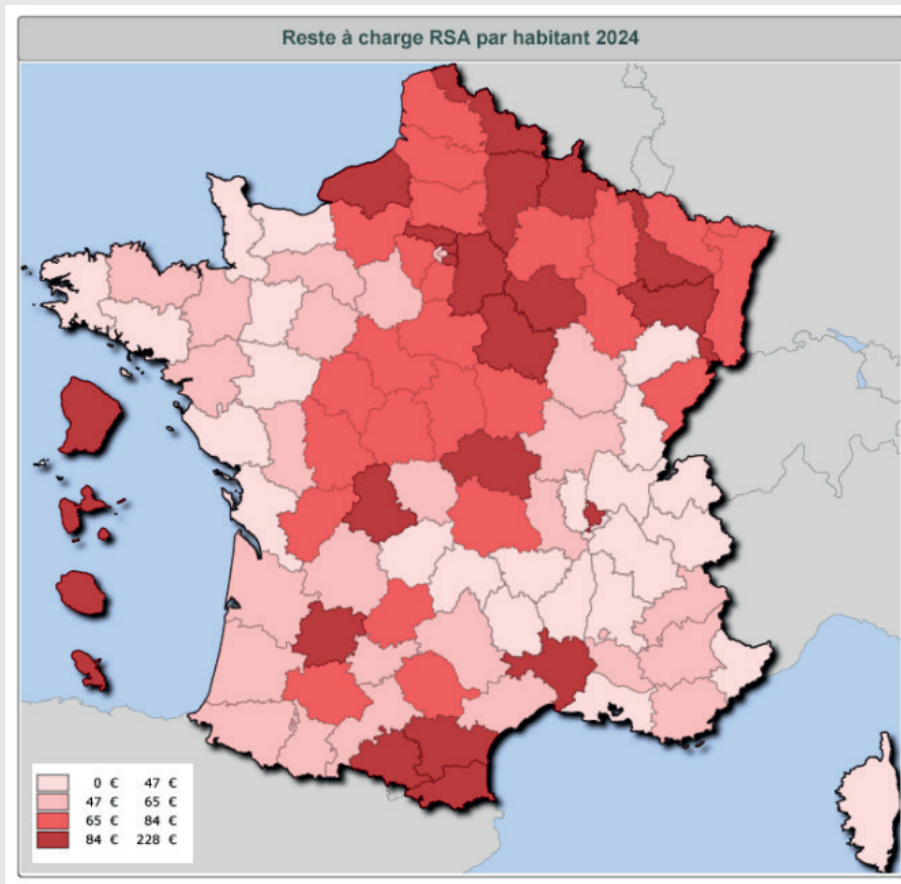 Reste à charge RSA par habitant 2024
0 € 47 €
47 € 65 €
65 € 84 €
84 € 228 €